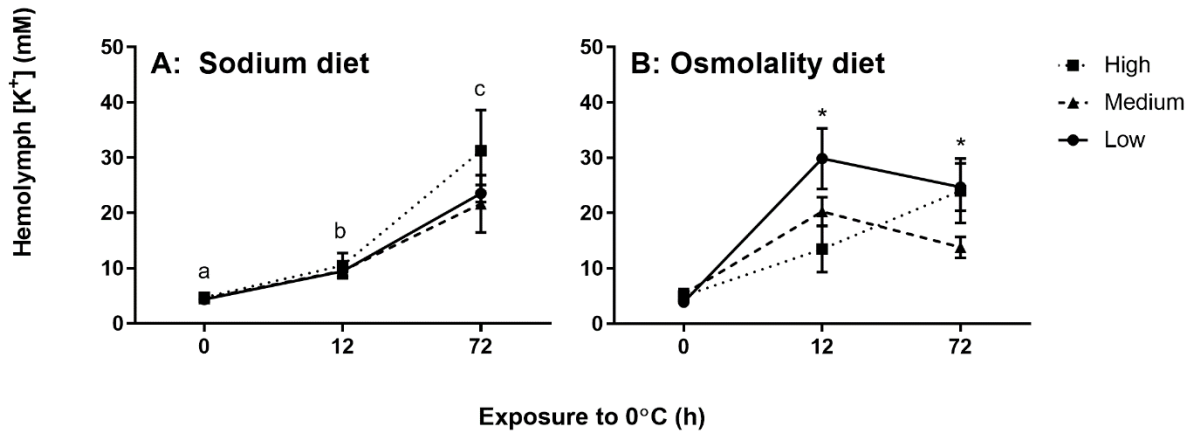 Hemolymph [K⁺] (mM)
A: Sodium diet
50
40
30
20
10
0
a
b
c
0
12
72
B: Osmolality diet
50
40
30
20
10
0
*
*
0
12
72
High
Medium
Low
Exposure to 0°C (h)